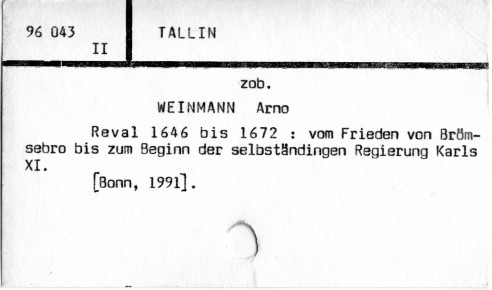 96 043 TALLIN
II
zob.
WEINMANN Arno
Reval 1646 bis 1672 : vom Frieden von Bröm-
sebro bis zum Beginn der selbständingen Regierung Karls
XI.
[Bonn, 1991].